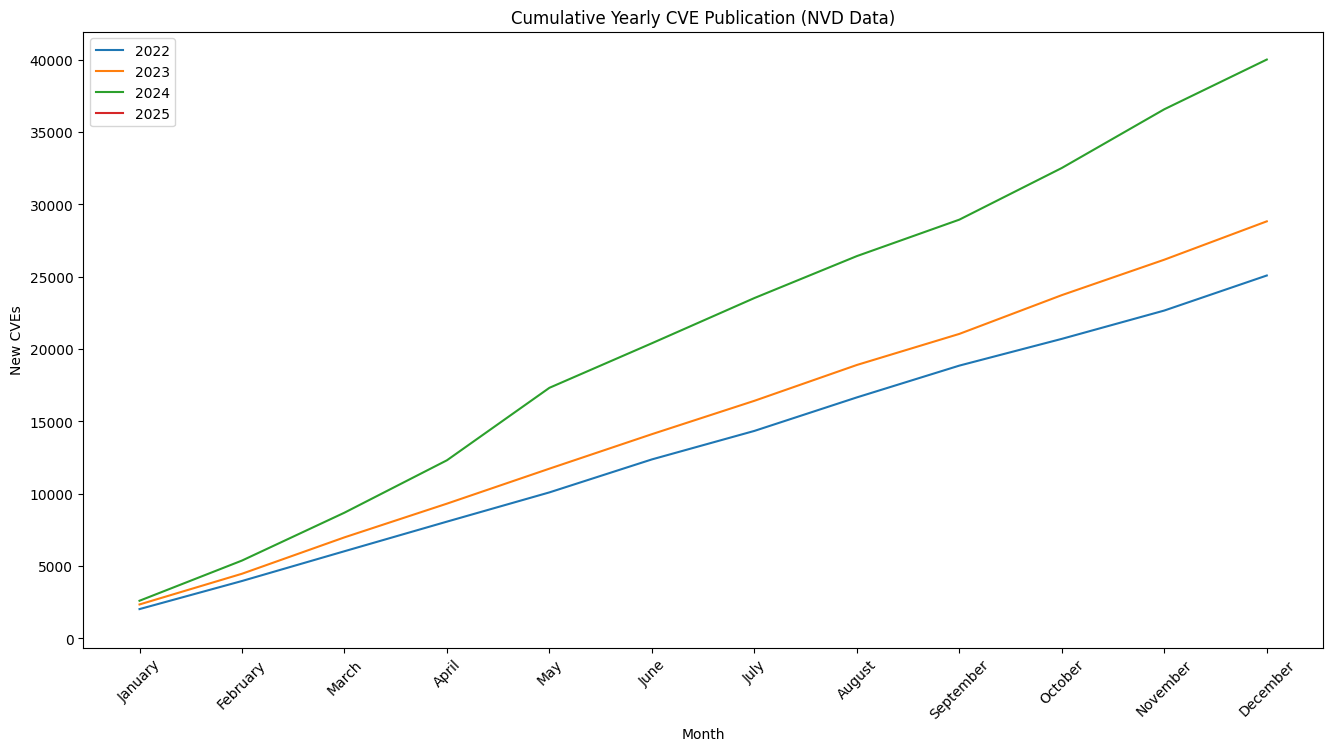 Cumulative Yearly CVE Publication (NVD Data)
2022
2023
2024
2025
40000
35000
30000
25000
20000
15000
10000
5000
0
New CVEs
January
February
March
April
May
June
July
August
September
October
November
December
Month